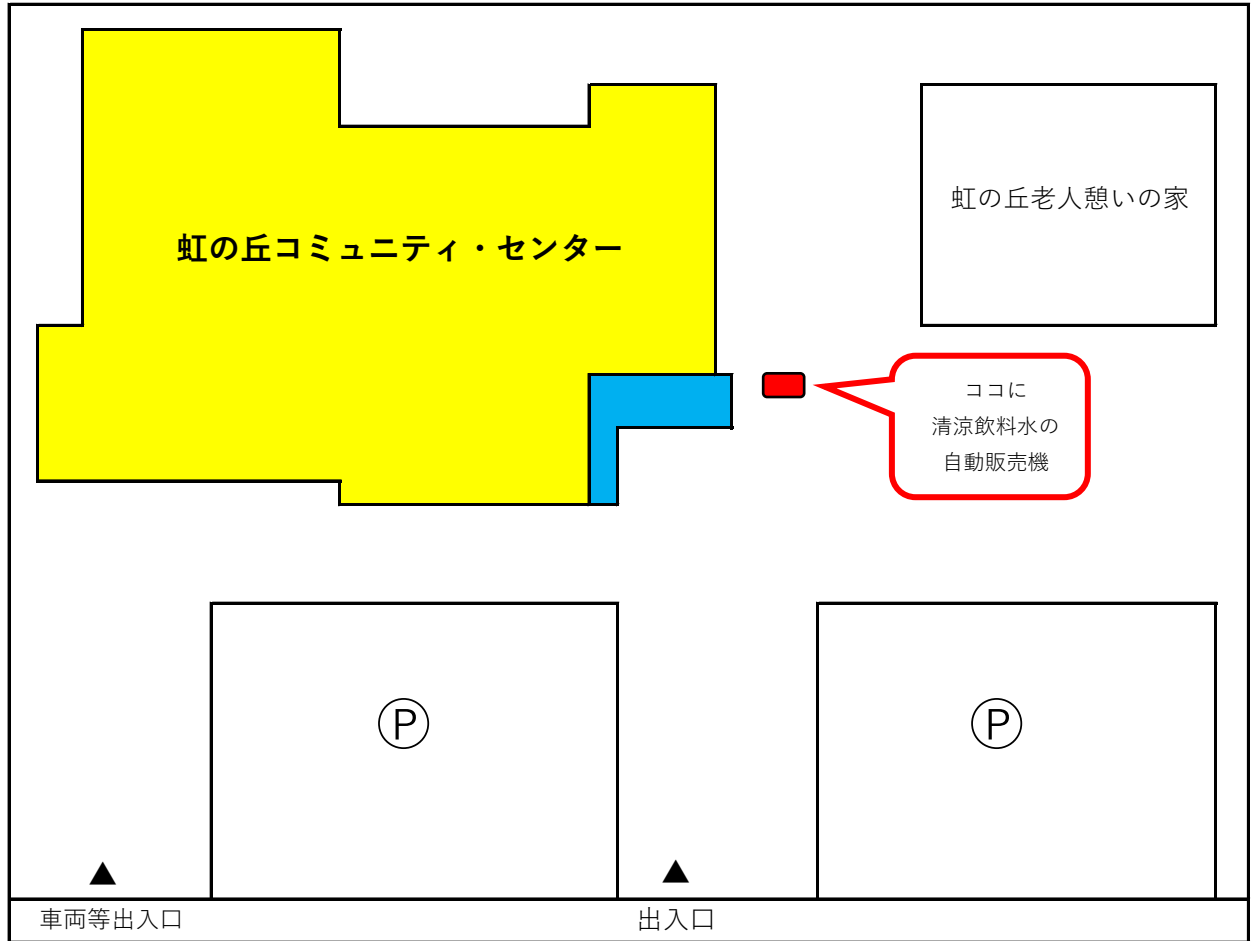 虹の丘老人憩いの家
虹の丘コミュニティ・センター
ココに
清涼飲料水の
自動販売機
Ⓟ
Ⓟ
▲
▲
車両等出入口
出入口